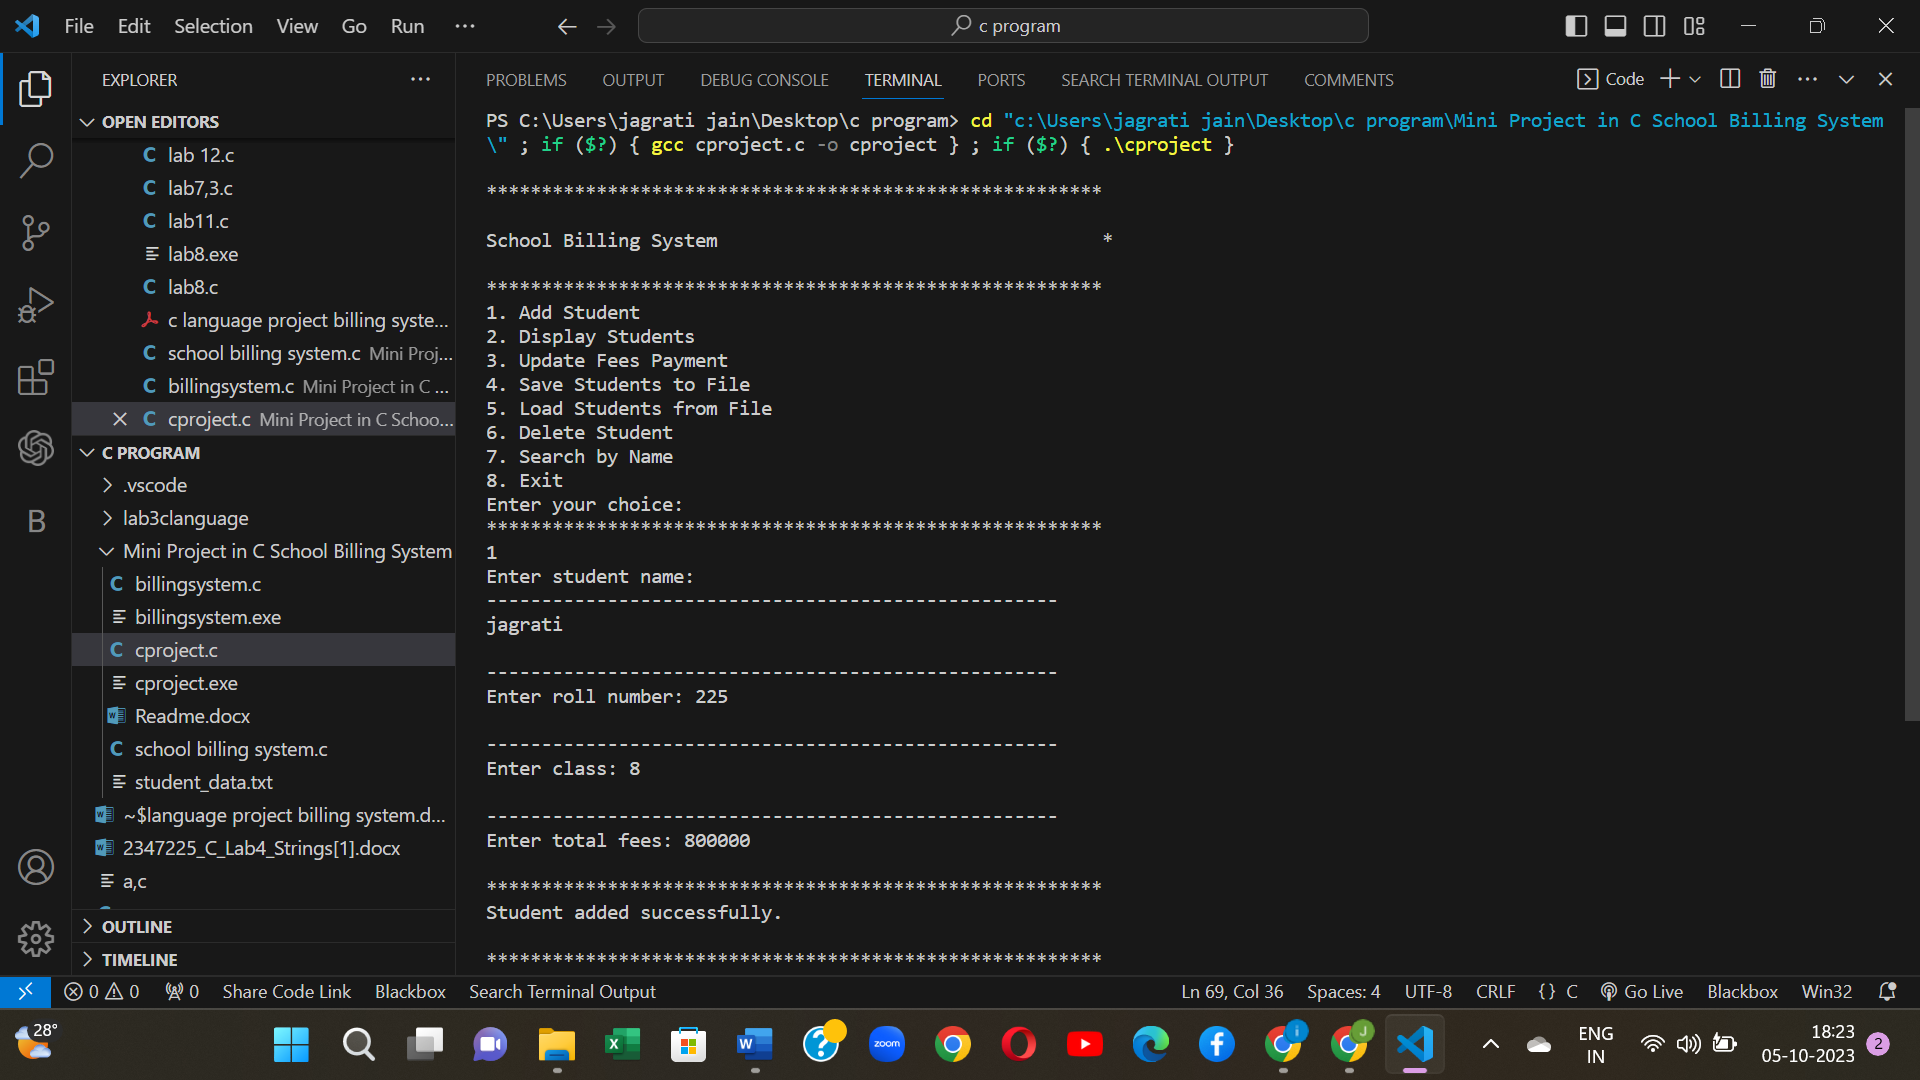 File Edit Selection View Go Run ···
c program
EXPLORER
OPEN EDITORS
C lab 12.c
C lab7,3.c
C lab11.c
lab8.exe
C lab8.c
c language project billing syste...
C school billing system.c Mini Proj...
C billingsystem.c Mini Project in C ...
C cproject.c Mini Project in C Schoo...
C PROGRAM
.vscode
lab3clanguage
Mini Project in C School Billing System
C billingsystem.c
billingsystem.exe
C cproject.c
cproject.exe
Readme.docx
C school billing system.c
student_data.txt
~$language project billing system.d...
2347225_C_Lab4_Strings[1].docx
a,c
OUTLINE
TIMELINE
PROBLEMS OUTPUT DEBUG CONSOLE TERMINAL PORTS SEARCH TERMINAL OUTPUT COMMENTS
Code
PS C:\Users\jagrati jain\Desktop\c program> cd "c:\Users\jagrati jain\Desktop\c program\Mini Project in C School Billing System
\" ; if ($?) { gcc cproject.c -o cproject } ; if ($?) { .\cproject }
********************************************************
School Billing System *
********************************************************
1. Add Student
2. Display Students
3. Update Fees Payment
4. Save Students to File
5. Load Students from File
6. Delete Student
7. Search by Name
8. Exit
Enter your choice:
********************************************************
1
Enter student name:
----------------------------------------------------
jagrati
----------------------------------------------------
Enter roll number: 225
----------------------------------------------------
Enter class: 8
----------------------------------------------------
Enter total fees: 800000
********************************************************
Student added successfully.
********************************************************
0 0 0 Share Code Link Blackbox Search Terminal Output
Ln 69, Col 36 Spaces: 4 UTF-8 CRLF {} C Go Live Blackbox Win32
28°
zoom
ENG
IN
18:23
05-10-2023
2